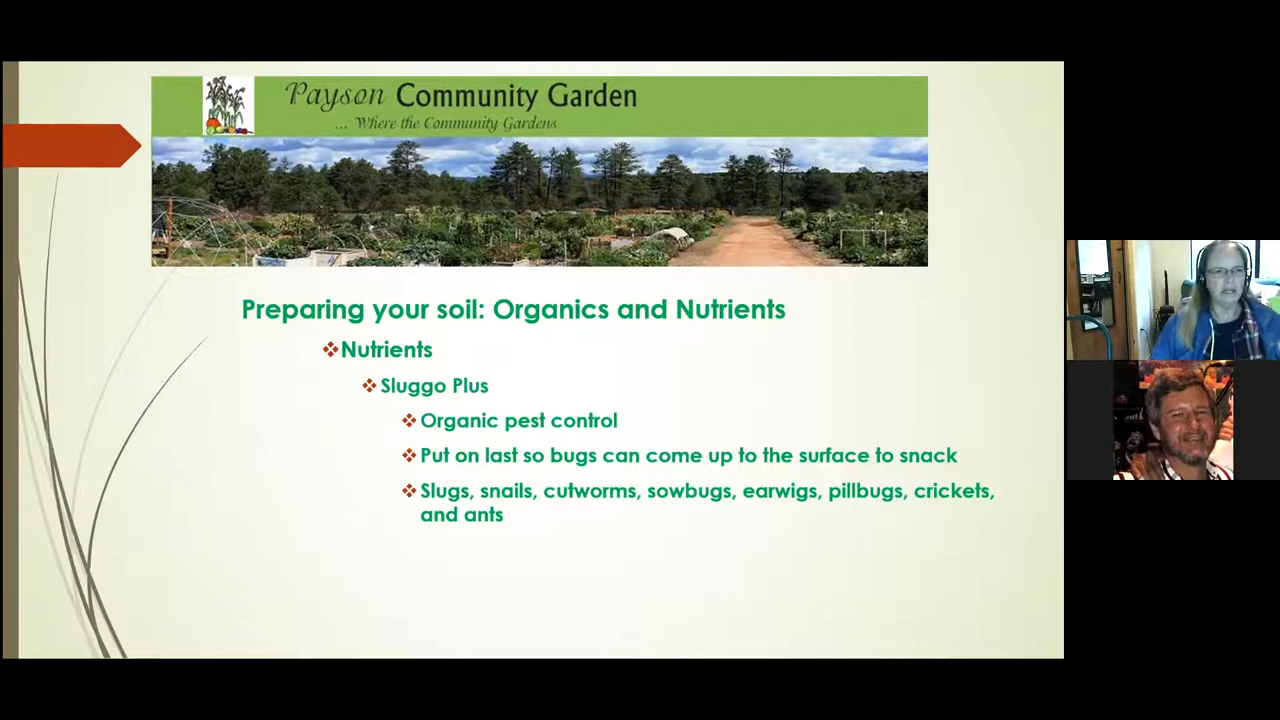 Payson Community Garden
... Where the Community Gardens
Preparing your soil: Organics and Nutrients
❖Nutrients
❖Sluggo Plus
❖Organic pest control
❖Put on last so bugs can come up to the surface to snack
❖Slugs, snails, cutworms, sowbugs, earwigs, pillbugs, crickets,
and ants